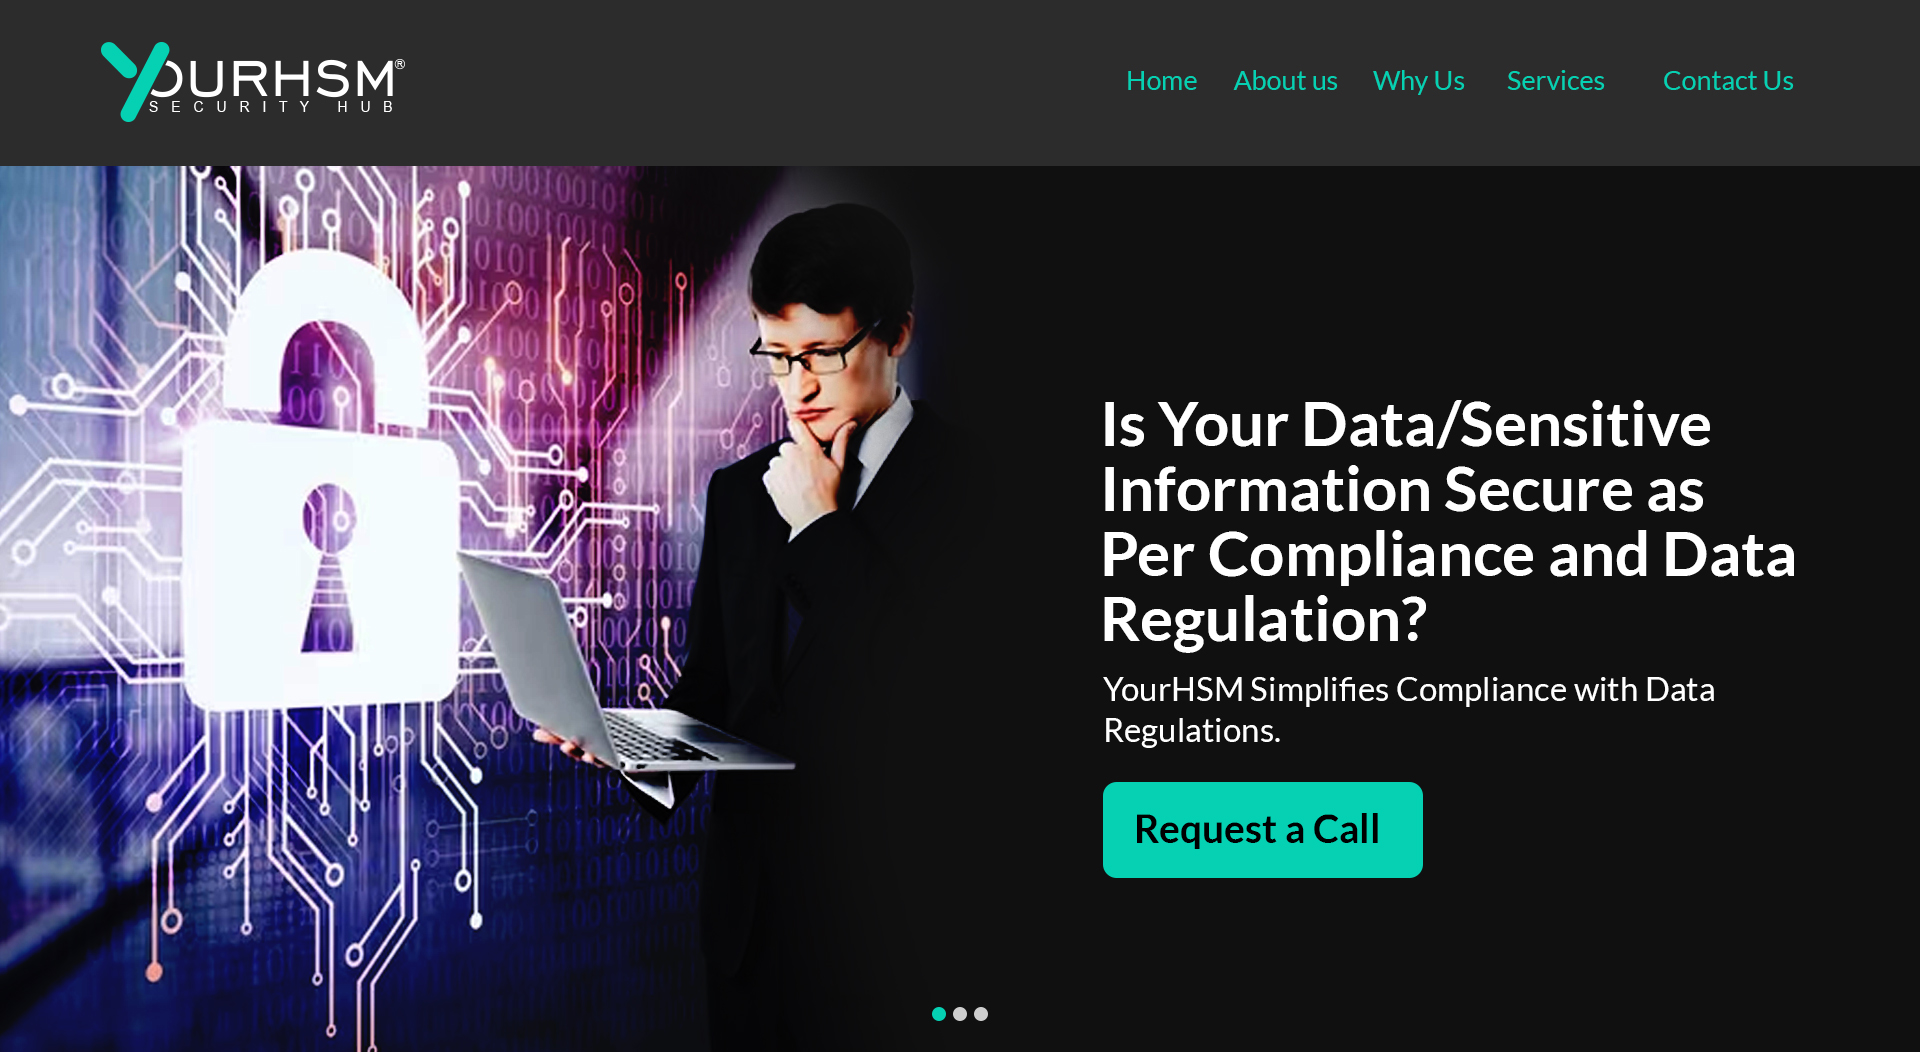 YOURHSM®
SECURITY HUB
Home About us Why Us Services Contact Us
Is Your Data/Sensitive
Information Secure as
Per Compliance and Data
Regulation?
YourHSM Simplifies Compliance with Data
Regulations.
Request a Call